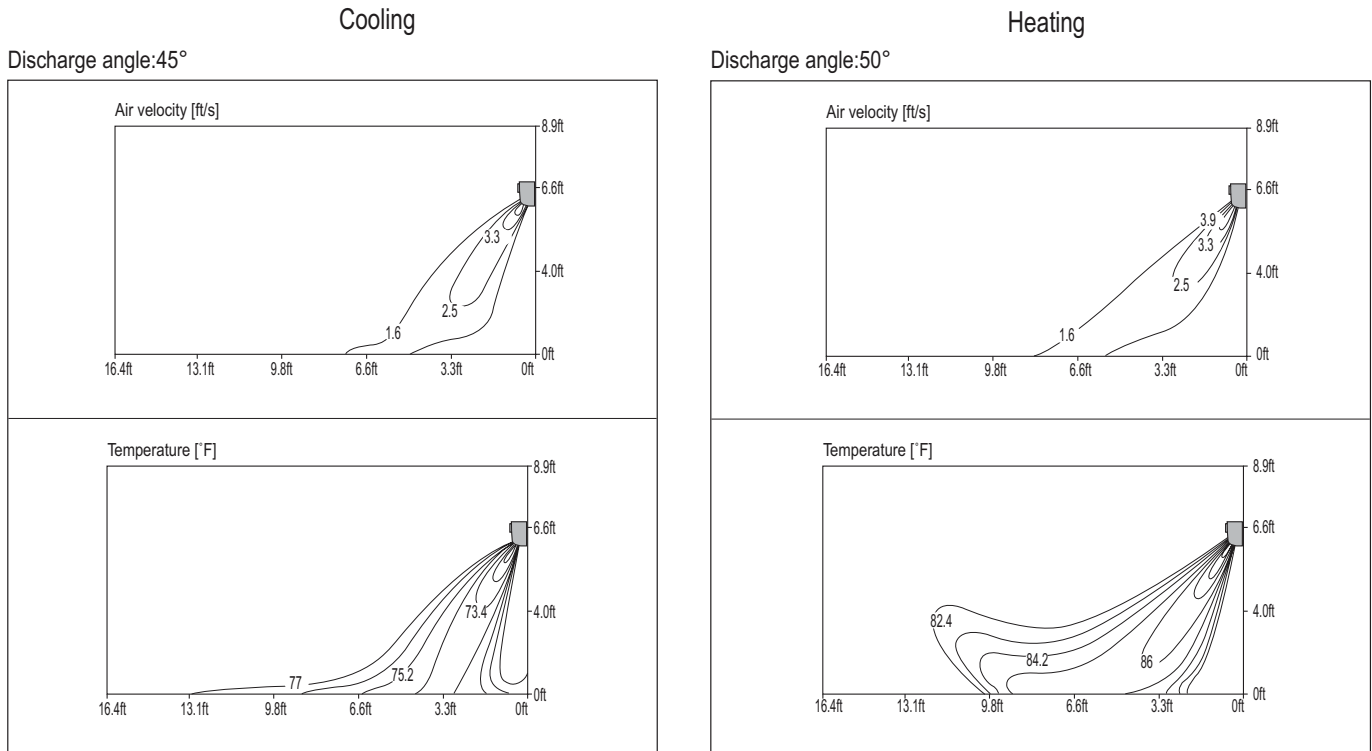 Cooling
Discharge angle:45°
Air velocity [ft/s]
8.9ft
6.6ft
3.3
4.0ft
2.5
1.6
0ft
16.4ft 13.1ft 9.8ft 6.6ft 3.3ft 0ft
Temperature [˚F]
8.9ft
6.6ft
73.4
4.0ft
75.2
77
0ft
16.4ft 13.1ft 9.8ft 6.6ft 3.3ft 0ft
Heating
Discharge angle:50°
Air velocity [ft/s]
8.9ft
6.6ft
3.9
3.3
4.0ft
2.5
1.6
0ft
16.4ft 13.1ft 9.8ft 6.6ft 3.3ft 0ft
Temperature [˚F]
8.9ft
6.6ft
4.0ft
82.4
84.2 86
0ft
16.4ft 13.1ft 9.8ft 6.6ft 3.3ft 0ft